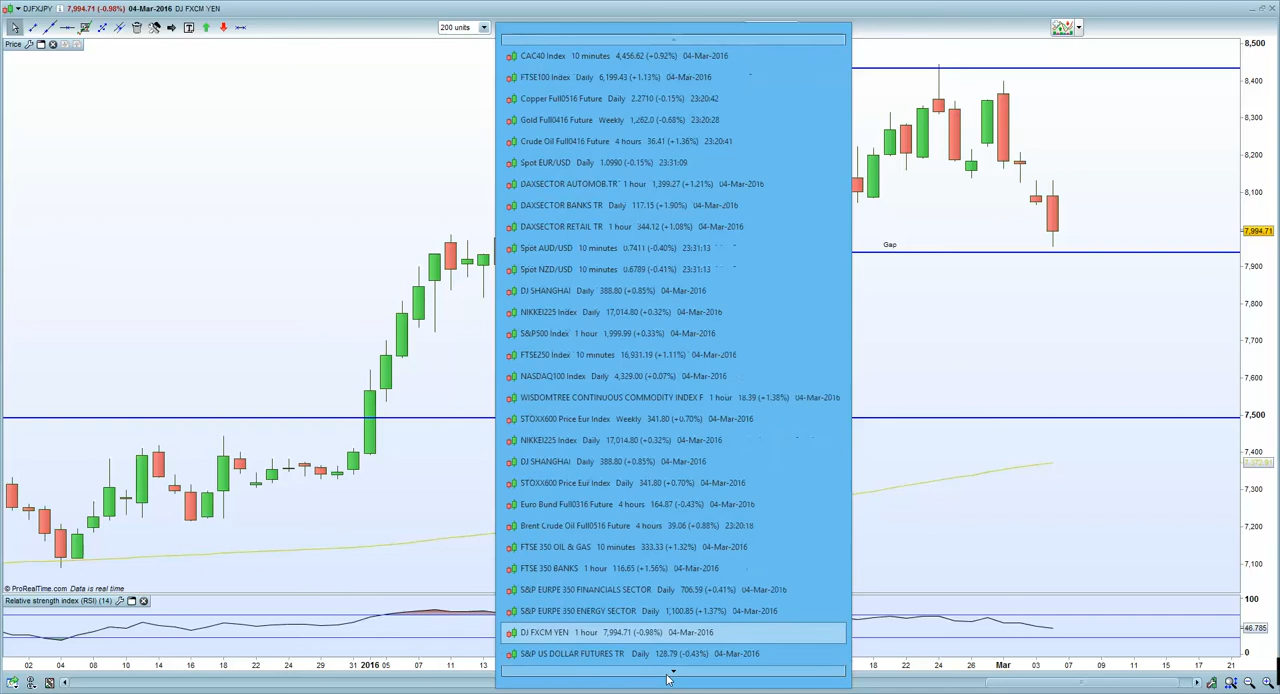 DJFXJPY 7,994.71 (-0.98%) 04-Mar-2016 DJ FXCM YEN
200 units
Price
CAC40 Index 10 minutes 4,456.62 (+0.92%) 04-Mar-2016
FTSE100 Index Daily 6,199.43 (+1.13%) 04-Mar-2016
Copper Full0516 Future Daily 2.2710 (-0.15%) 23:20:42
Gold Full0416 Future Weekly 1,262.0 (-0.68%) 23:20:28
Crude Oil Full0416 Future 4 hours 36.41 (+1.36%) 23:20:41
Spot EUR/USD Daily 1.0990 (-0.15%) 23:31:09
DAXSECTOR AUTOMOB.TR 1 hour 1,399.27 (+1.21%) 04-Mar-2016
DAXSECTOR BANKS TR Daily 117.15 (+1.90%) 04-Mar-2016
DAXSECTOR RETAIL TR 1 hour 344.12 (+1.08%) 04-Mar-2016
Spot AUD/USD 10 minutes 0.7411 (-0.40%) 23:31:13
Spot NZD/USD 10 minutes 0.6789 (-0.41%) 23:31:13
DJ SHANGHAI Daily 388.80 (+0.85%) 04-Mar-2016
NIKKEI225 Index Daily 17,014.80 (+0.32%) 04-Mar-2016
S&P500 Index 1 hour 1,999.99 (+0.33%) 04-Mar-2016
FTSE250 Index 10 minutes 16,931.19 (+1.11%) 04-Mar-2016
NASDAQ100 Index Daily 4,329.00 (+0.07%) 04-Mar-2016
WISDOMTREE CONTINUOUS COMMODITY INDEX F 1 hour 18.39 (+1.38%) 04-Mar-2016
STOXX600 Price Eur Index Weekly 341.80 (+0.70%) 04-Mar-2016
NIKKEI225 Index Daily 17,014.80 (+0.32%) 04-Mar-2016
DJ SHANGHAI Daily 388.80 (+0.85%) 04-Mar-2016
STOXX600 Price Eur Index Daily 341.80 (+0.70%) 04-Mar-2016
Euro Bund Full0316 Future 4 hours 164.87 (-0.43%) 04-Mar-2016
Brent Crude Oil Full0516 Future 4 hours 39.06 (+0.88%) 23:20:18
FTSE 350 OIL & GAS 10 minutes 333.33 (+1.32%) 04-Mar-2016
FTSE 350 BANKS 1 hour 116.65 (+1.56%) 04-Mar-2016
S&P EURPE 350 FINANCIALS SECTOR Daily 706.59 (+0.41%) 04-Mar-2016
S&P EURPE 350 ENERGY SECTOR Daily 1,100.85 (+1.37%) 04-Mar-2016
DJ FXCM YEN 1 hour 7,994.71 (-0.98%) 04-Mar-2016
S&P US DOLLAR FUTURES TR Daily 128.79 (-0.43%) 04-Mar-2016
Gap
8,500
8,400
8,300
8,200
8,100
7,994.71
7,900
7,800
7,700
7,600
7,500
7,400
7,372.91
7,300
7,200
7,100
© ProRealTime.com Data is real time
Relative strength index (RSI) (14)
100
46.785
0
02 04 06 10 12 16 18 22 24 28 31 2016 05 07 11 13 18 22 24 26 Mar 03 07 09 11 15 17 21